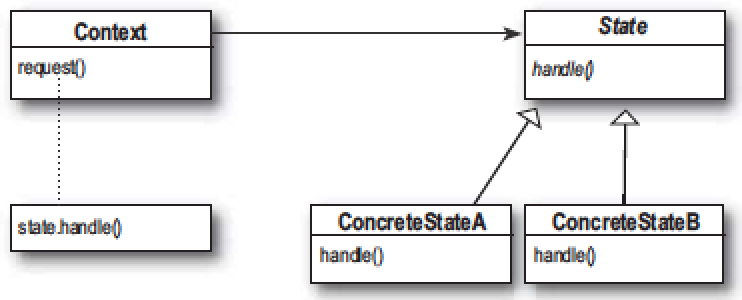 Context
request()
State
handle()
state.handle()
ConcreteStateA
handle()
ConcreteStateB
handle()